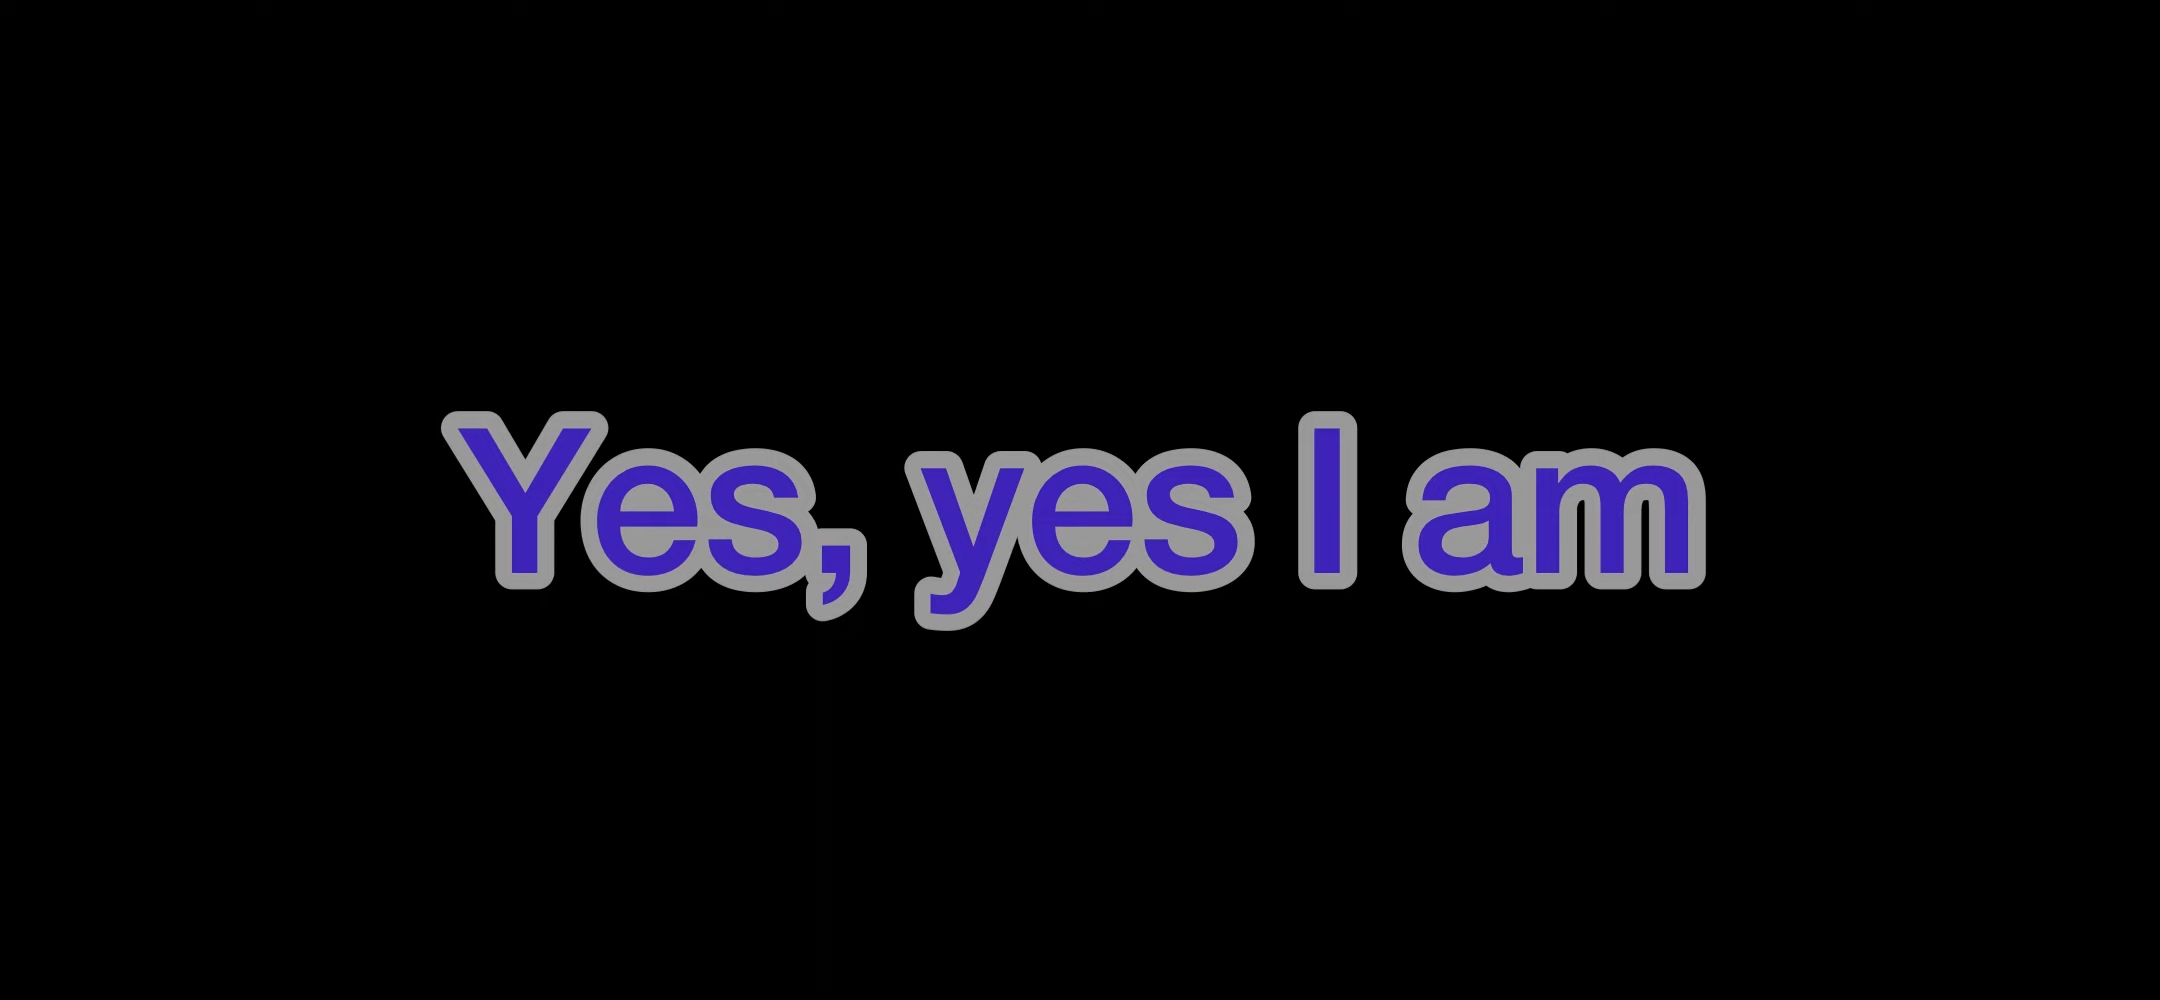 Yes, yes I am